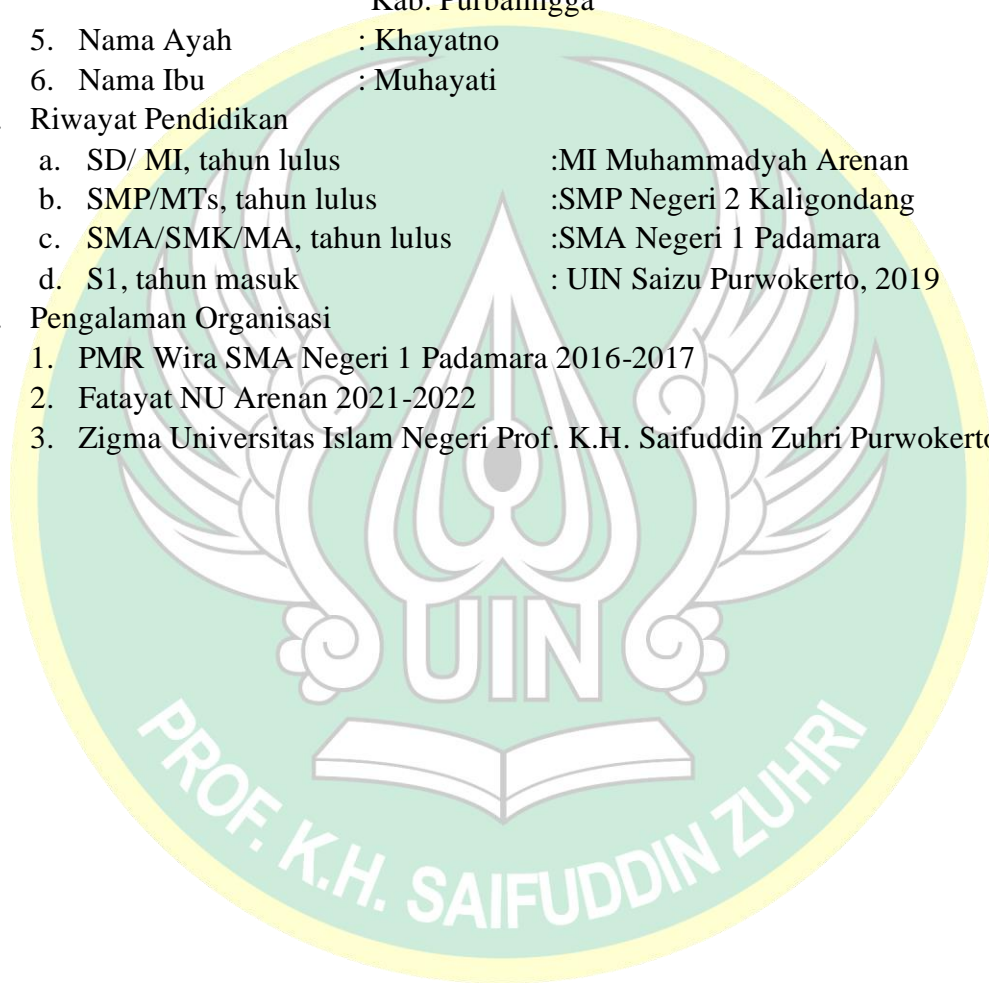 Kab. Purbalingga
5. Nama Ayah : Khayatno
6. Nama Ibu : Muhayati
. Riwayat Pendidikan
a. SD/ MI, tahun lulus :MI Muhammadyah Arenan
b. SMP/MTs, tahun lulus :SMP Negeri 2 Kaligondang
c. SMA/SMK/MA, tahun lulus :SMA Negeri 1 Padamara
d. S1, tahun masuk : UIN Saizu Purwokerto, 2019
. Pengalaman Organisasi
1. PMR Wira SMA Negeri 1 Padamara 2016-2017
2. Fatayat NU Arenan 2021-2022
3. Zigma Universitas Islam Negeri Prof. K.H. Saifuddin Zuhri Purwokerto
UIN
PROF. K.H. SAIFUDDIN ZUHRI